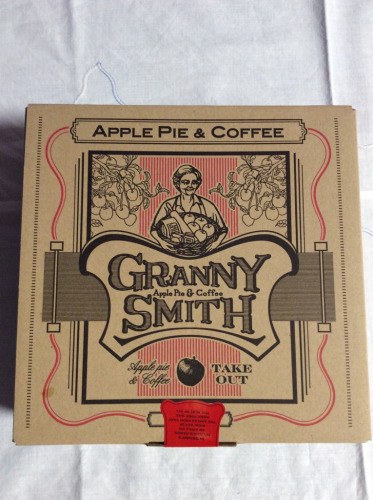 APPLE PIE & COFFEE
GRANNY
Apple Pie & Coffee
SMITH
Apple pie
& Coffee
TAKE
OUT